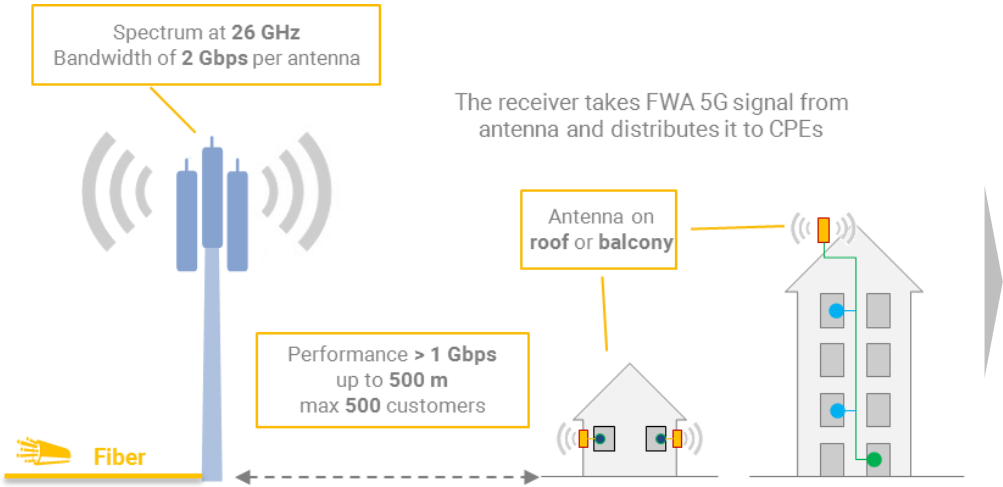 Spectrum at 26 GHz
Bandwidth of 2 Gbps per antenna
The receiver takes FWA 5G signal from
antenna and distributes it to CPEs
Antenna on
roof or balcony
Performance > 1 Gbps
up to 500 m
max 500 customers
Fiber